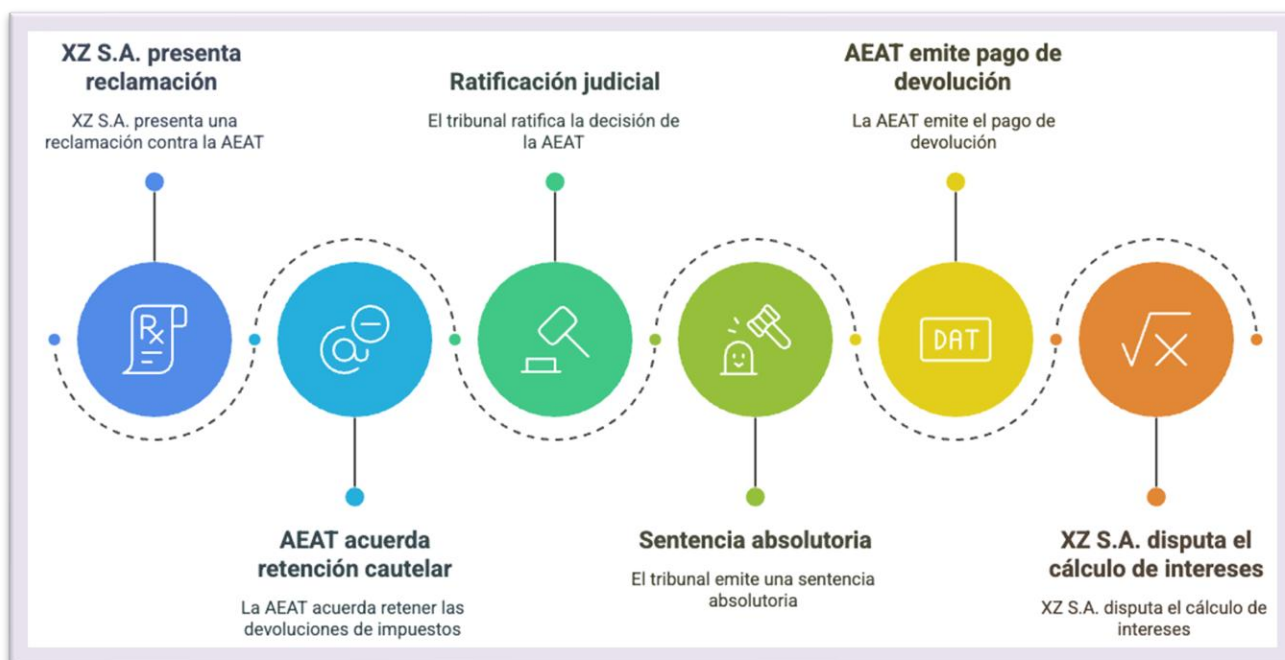 XZ S.A. presenta
reclamación
XZ S.A. presenta una
reclamación contra la AEAT
Ratificación judicial
El tribunal ratifica la decisión de
la AEAT
AEAT emite pago de
devolución
La AEAT emite el pago de
devolución
Rx
@
DAT
√x
AEAT acuerda
retención cautelar
La AEAT acuerda retener las
devoluciones de impuestos
Sentencia absolutoria
El tribunal emite una sentencia
absolutoria
XZ S.A. disputa el
cálculo de intereses
XZ S.A. disputa el cálculo de
intereses